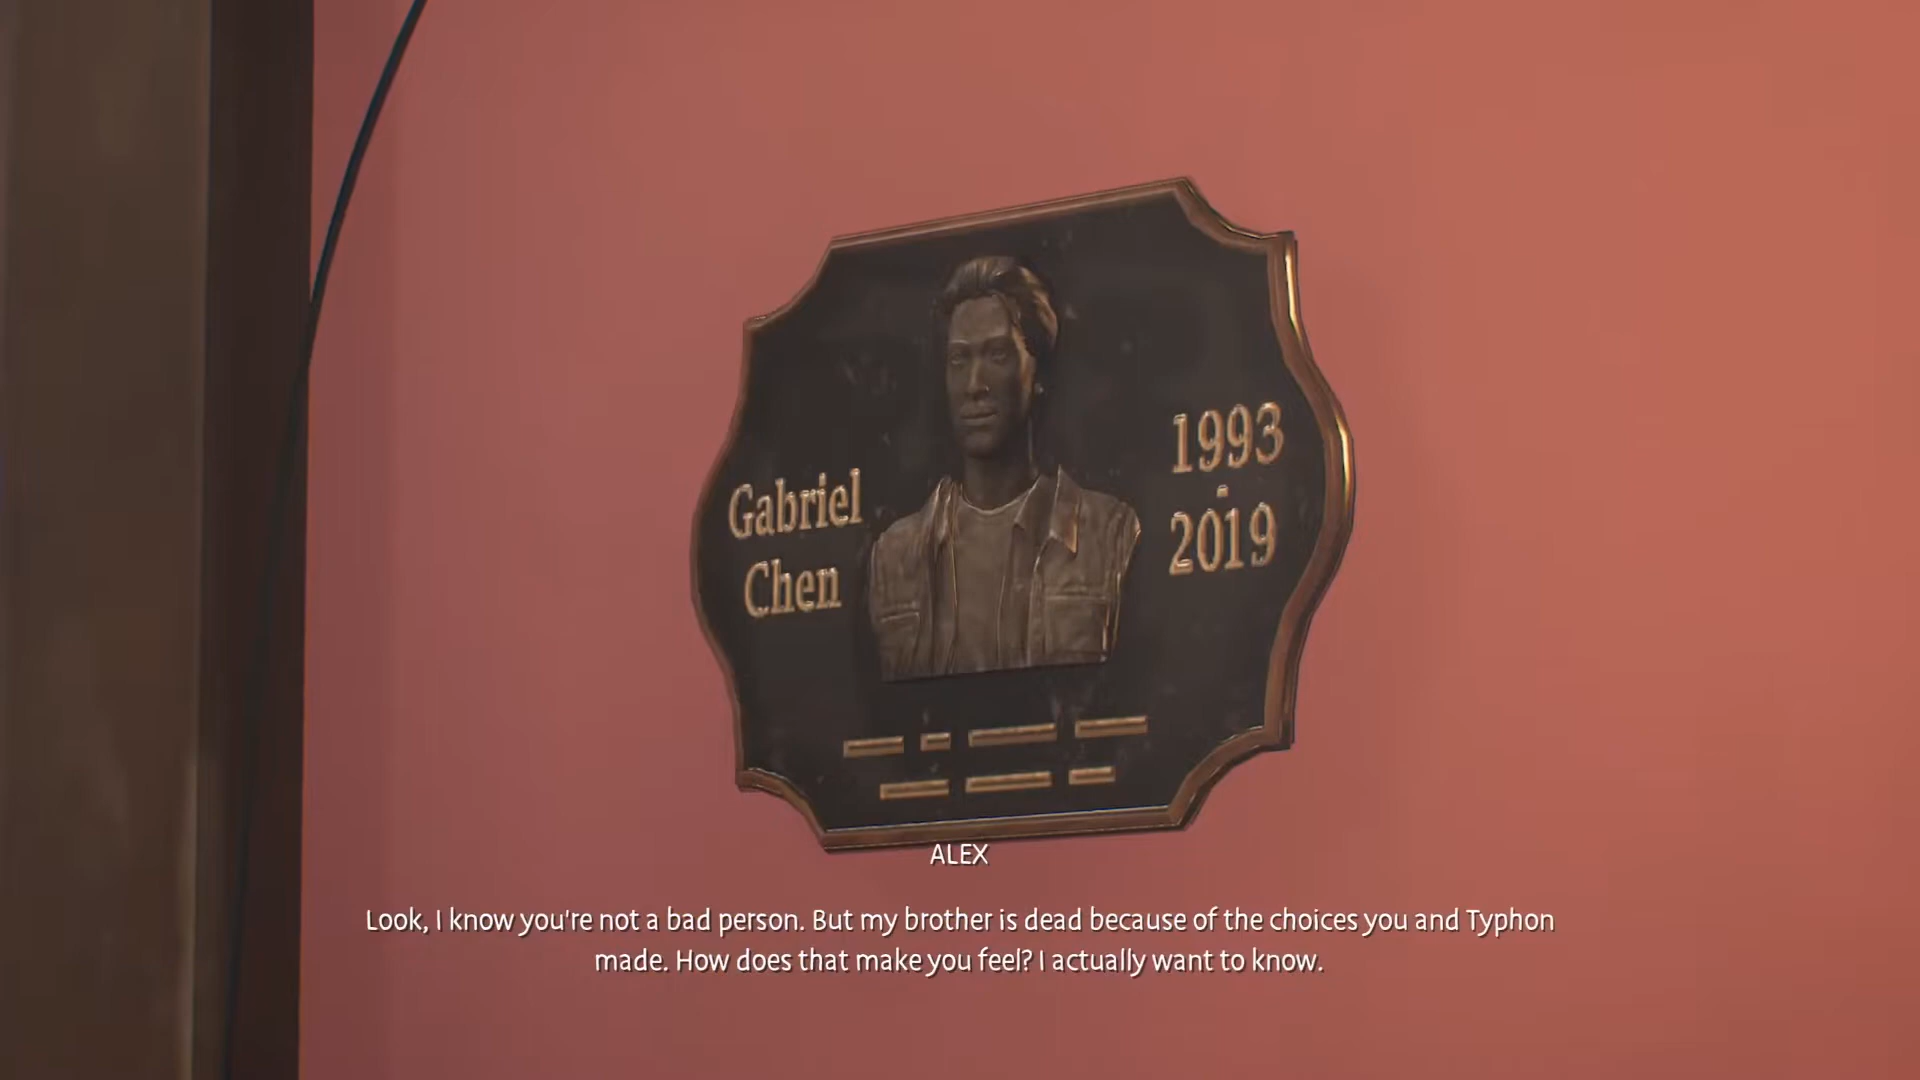 Gabriel
Chen
1993
-
2019
ALEX
Look, I know you're not a bad person. But my brother is dead because of the choices you and Typhon
made. How does that make you feel? I actually want to know.